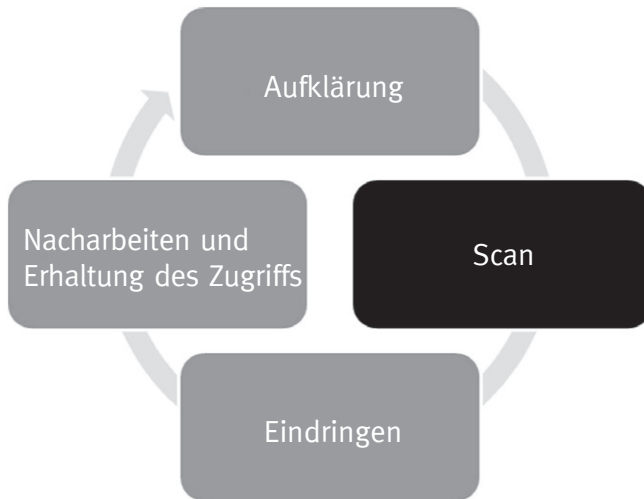 Aufklärung
Nacharbeiten und
Erhaltung des Zugriffs
Scan
Eindringen